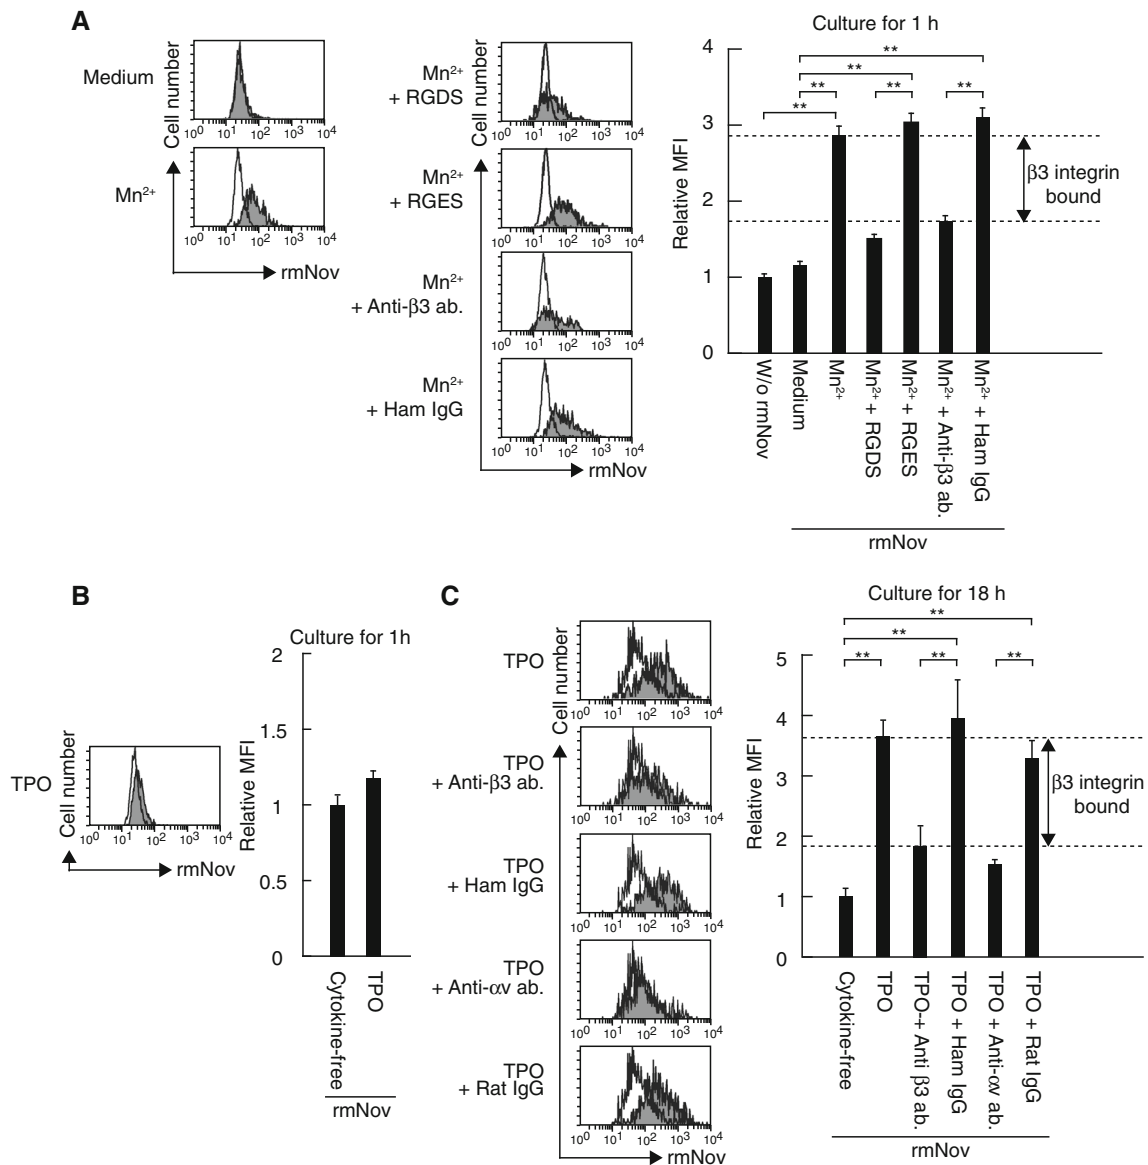 A
Medium
Cell number
10⁰ 10¹ 10² 10³ 10⁴
Mn²⁺
10⁰ 10¹ 10² 10³ 10⁴
rmNov
Mn²⁺
+ RGDS
Cell number
10⁰ 10¹ 10² 10³ 10⁴
Mn²⁺
+ RGES
10⁰ 10¹ 10² 10³ 10⁴
Mn²⁺
+ Anti-β3 ab.
10⁰ 10¹ 10² 10³ 10⁴
Mn²⁺
+ Ham IgG
10⁰ 10¹ 10² 10³ 10⁴
rmNov
Culture for 1 h
Relative MFI
4
3
2
1
0
**
**
** ** **
**
β3 integrin
bound
W/o rmNov
Medium
Mn²⁺
Mn²⁺ + RGDS
Mn²⁺ + RGES
Mn²⁺ + Anti-β3 ab.
Mn²⁺ + Ham IgG
rmNov
B
TPO
Cell number
10⁰ 10¹ 10² 10³ 10⁴
rmNov
Culture for 1h
Relative MFI
2
1.5
1
0.5
0
Cytokine-free
TPO
rmNov
C
TPO
Cell number
10⁰ 10¹ 10² 10³ 10⁴
TPO
+ Anti-β3 ab.
10⁰ 10¹ 10² 10³ 10⁴
TPO
+ Ham IgG
10⁰ 10¹ 10² 10³ 10⁴
TPO
+ Anti-αv ab.
10⁰ 10¹ 10² 10³ 10⁴
TPO
+ Rat IgG
10⁰ 10¹ 10² 10³ 10⁴
rmNov
Culture for 18 h
Relative MFI
5
4
3
2
1
0
**
**
** ** **
β3 integrin
bound
Cytokine-free
TPO
TPO-+ Anti β3 ab.
TPO + Ham IgG
TPO + Anti-αv ab.
TPO + Rat IgG
rmNov